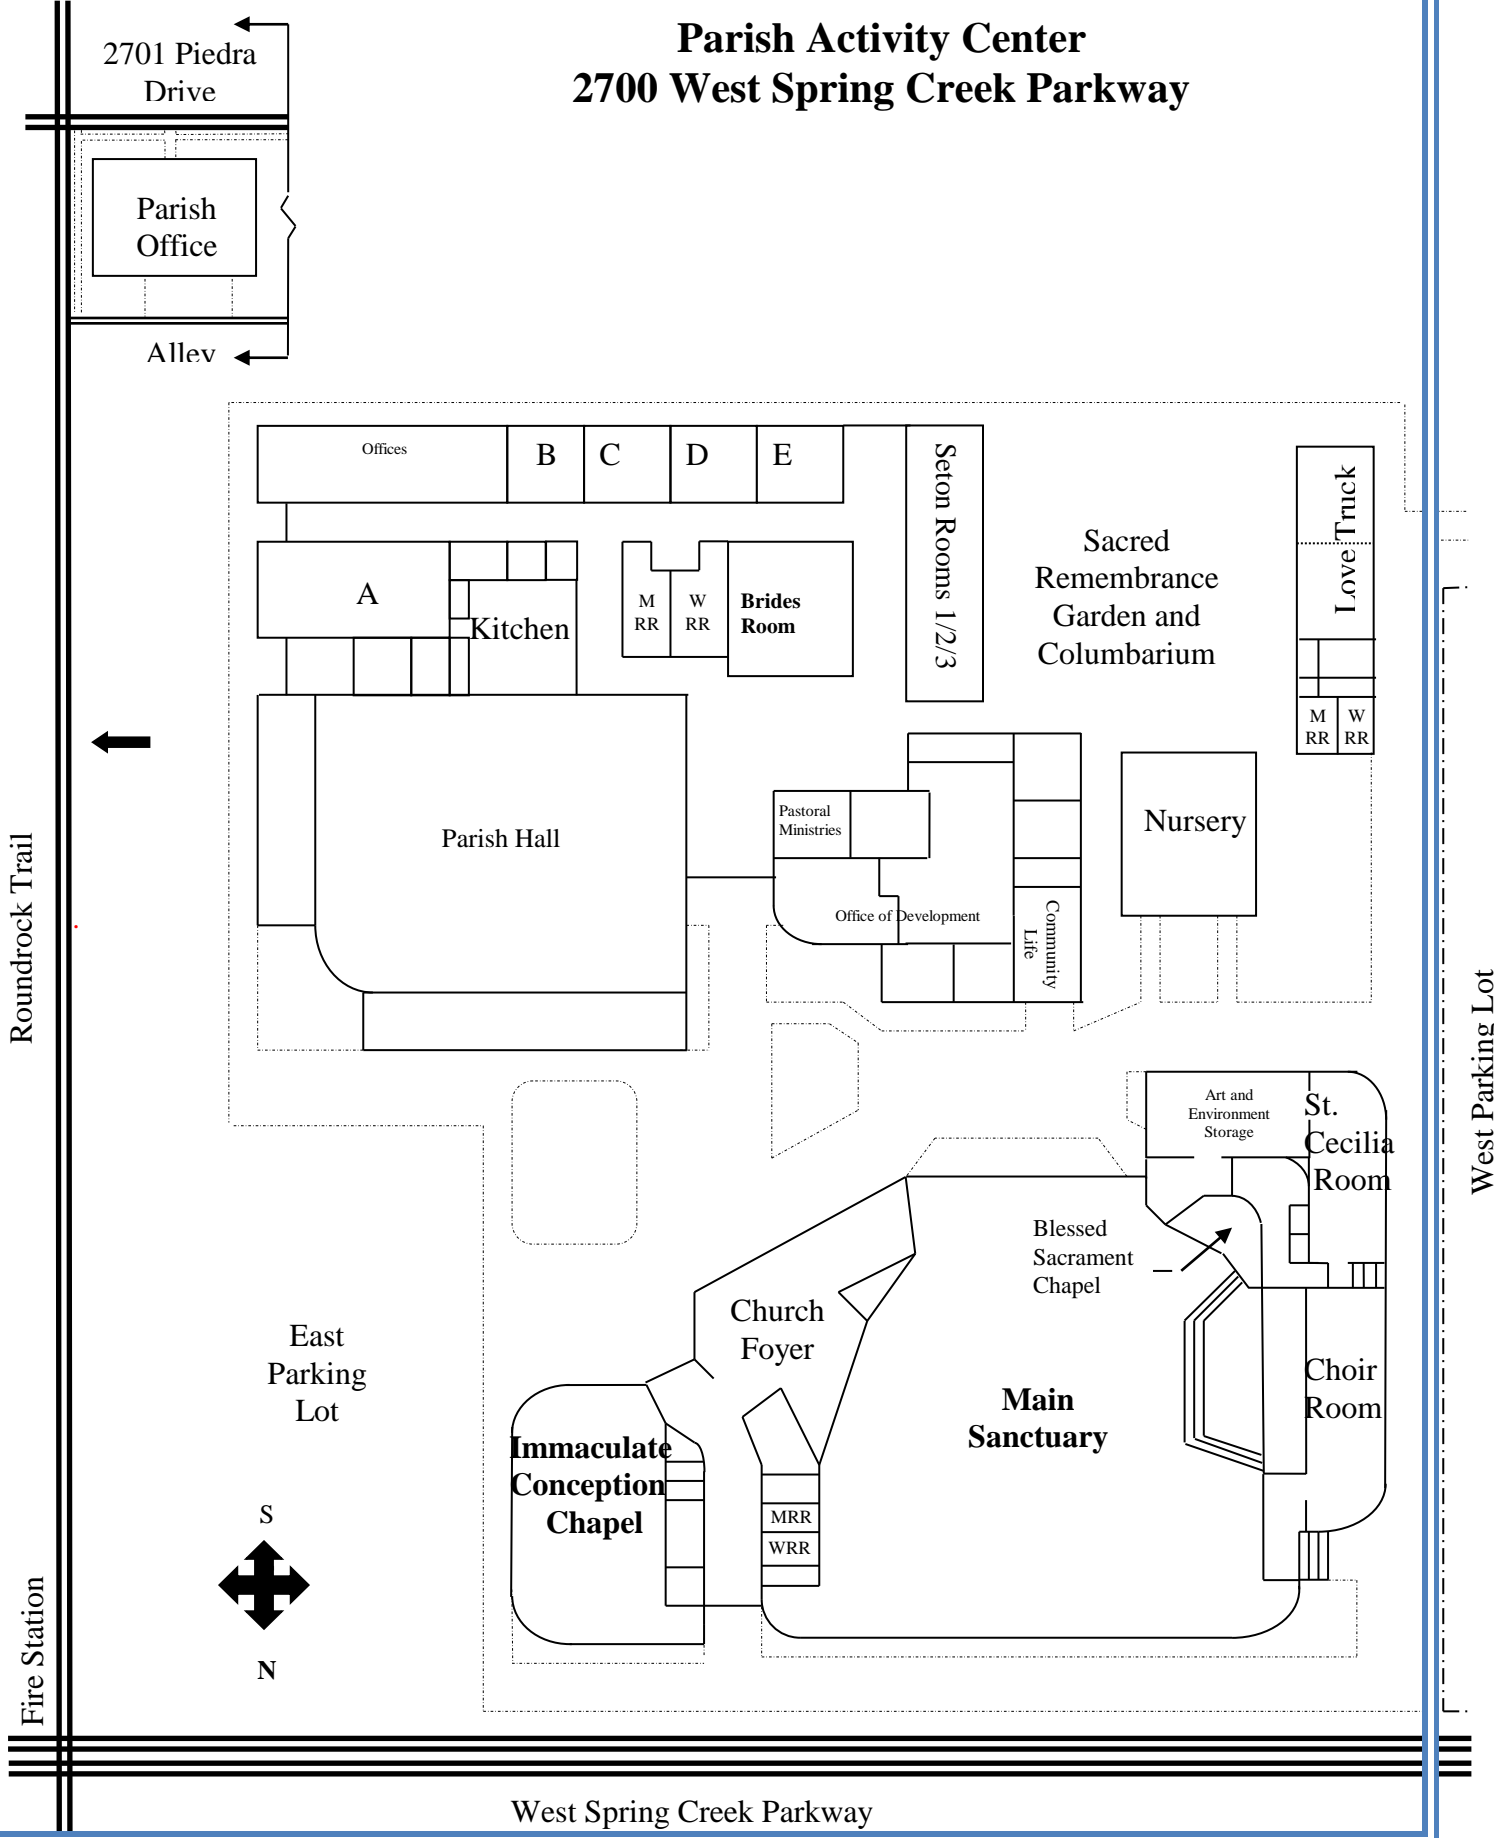 Parish Activity Center
2700 West Spring Creek Parkway
2701 Piedra
Drive
Parish
Office
Alley
Offices
B
C
D
E
Seton Rooms 1/2/3
Sacred
Remembrance
Garden and
Columbarium
Love Truck
A
Kitchen
M
RR
W
RR
Brides
Room
M
RR
W
RR
Parish Hall
Pastoral
Ministries
Office of Development
Community
Life
Nursery
Roundrock Trail
West Parking Lot
Art and
Environment
Storage
St.
Cecilia
Room
Blessed
Sacrament
Chapel
Church
Foyer
East
Parking
Lot
Main
Sanctuary
Choir
Room
Immaculate
Conception
Chapel
MRR
WRR
S
N
Fire Station
West Spring Creek Parkway